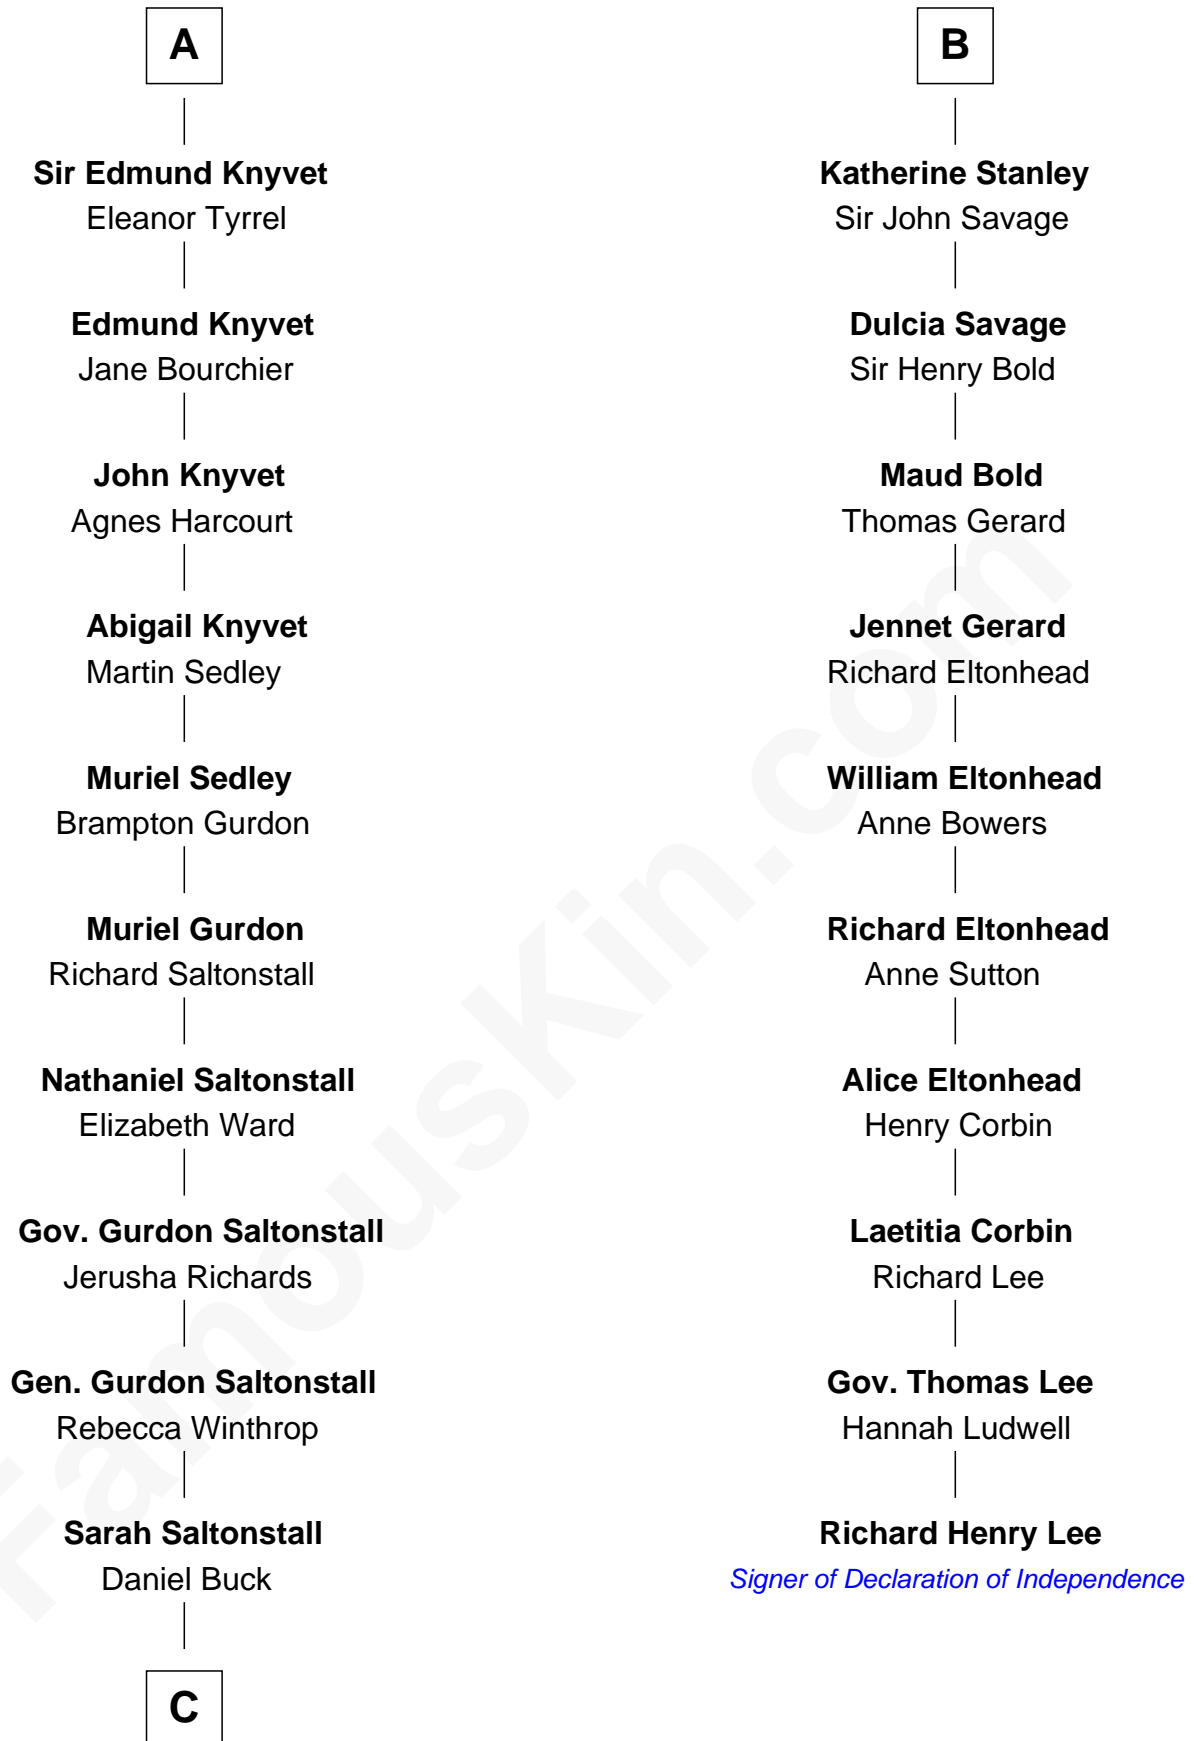 A
Sir Edmund Knyvet
Eleanor Tyrrel
Edmund Knyvet
Jane Bourchier
John Knyvet
Agnes Harcourt
Abigail Knyvet
Martin Sedley
Muriel Sedley
Brampton Gurdon
Muriel Gurdon
Richard Saltonstall
Nathaniel Saltonstall
Elizabeth Ward
Gov. Gurdon Saltonstall
Jerusha Richards
Gen. Gurdon Saltonstall
Rebecca Winthrop
Sarah Saltonstall
Daniel Buck
C
B
Katherine Stanley
Sir John Savage
Dulcia Savage
Sir Henry Bold
Maud Bold
Thomas Gerard
Jennet Gerard
Richard Eltonhead
William Eltonhead
Anne Bowers
Richard Eltonhead
Anne Sutton
Alice Eltonhead
Henry Corbin
Laetitia Corbin
Richard Lee
Gov. Thomas Lee
Hannah Ludwell
Richard Henry Lee
Signer of Declaration of Independence
FamousKin.com